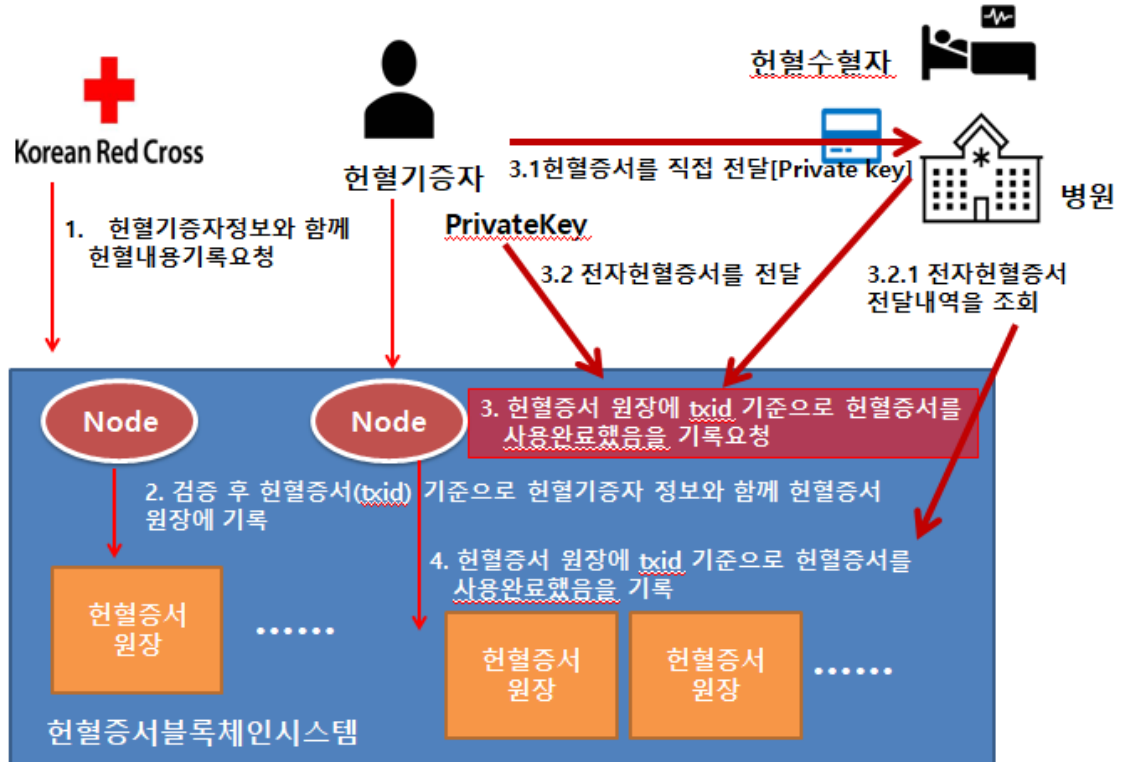 헌혈수혈자
Korean Red Cross
헌혈기증자
3.1헌혈증서를 직접 전달[Private key]
병원
1. 헌혈기증자정보와 함께
헌혈내용기록요청
PrivateKey
3.2 전자헌혈증서를 전달
3.2.1 전자헌혈증서
전달내역을 조회
Node
Node
3. 헌혈증서 원장에 txid 기준으로 헌혈증서를
사용완료했음을 기록요청
2. 검증 후 헌혈증서(txid) 기준으로 헌혈기증자 정보와 함께 헌혈증서
원장에 기록
4. 헌혈증서 원장에 txid 기준으로 헌혈증서를
사용완료했음을 기록
헌혈증서
원장
......
헌혈증서
원장
헌혈증서
원장
......
헌혈증서블록체인시스템